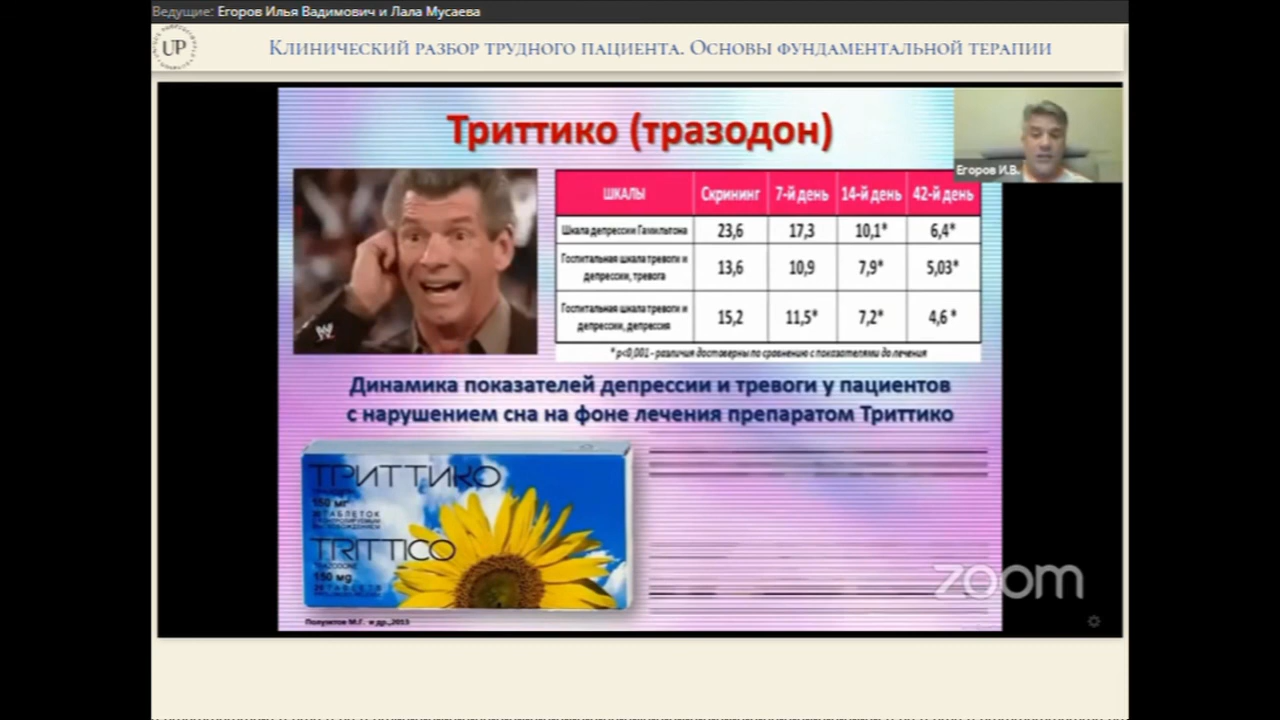 Ведущие: Егоров Илья Вадимович и Лала Мусаева
UP
Клинический разбор трудного пациента. Основы фундаментальной терапии
Триттико (тразодон)
Егоров И.В.
ШКАЛЫ Скрининг 7-й день 14-й день 42-й день
Шкала депрессии Гамильтона 23,6 17,3 10,1* 6,4*
Госпитальная шкала тревоги и
депрессии, тревога 13,6 10,9 7,9* 5,03*
Госпитальная шкала тревоги и
депрессии, депрессия 15,2 11,5* 7,2* 4,6 *
* p<0,001 - различия достоверны по сравнению с показателями до лечения
W
Динамика показателей депрессии и тревоги у пациентов
с нарушением сна на фоне лечения препаратом Триттико
ТРИТТИКО
150 мг
ТАБЛЕТОК
TRITTICO
TRAZODONE
150 мg
zoom
Полуэктов М.Г. и др.,2015